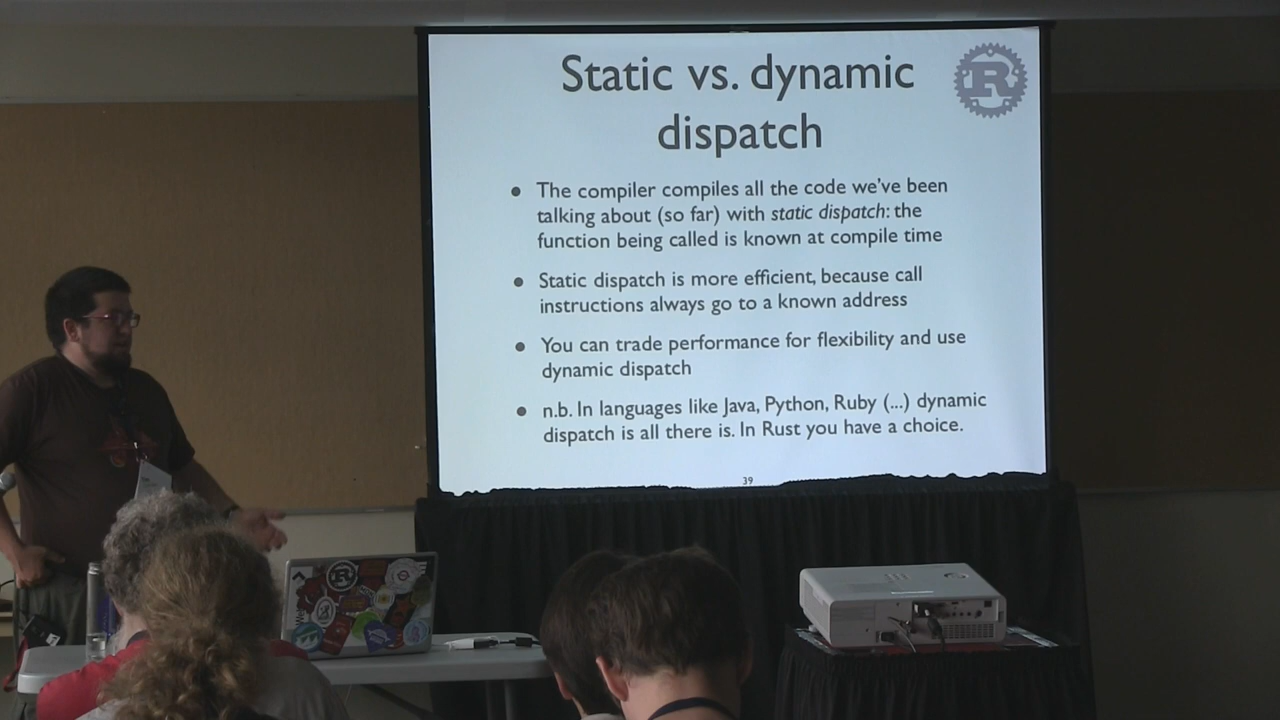 Static vs. dynamic
dispatch
R
• The compiler compiles all the code we've been
talking about (so far) with static dispatch: the
function being called is known at compile time
• Static dispatch is more efficient, because call
instructions always go to a known address
• You can trade performance for flexibility and use
dynamic dispatch
• n.b. In languages like Java, Python, Ruby (...) dynamic
dispatch is all there is. In Rust you have a choice.
39
R